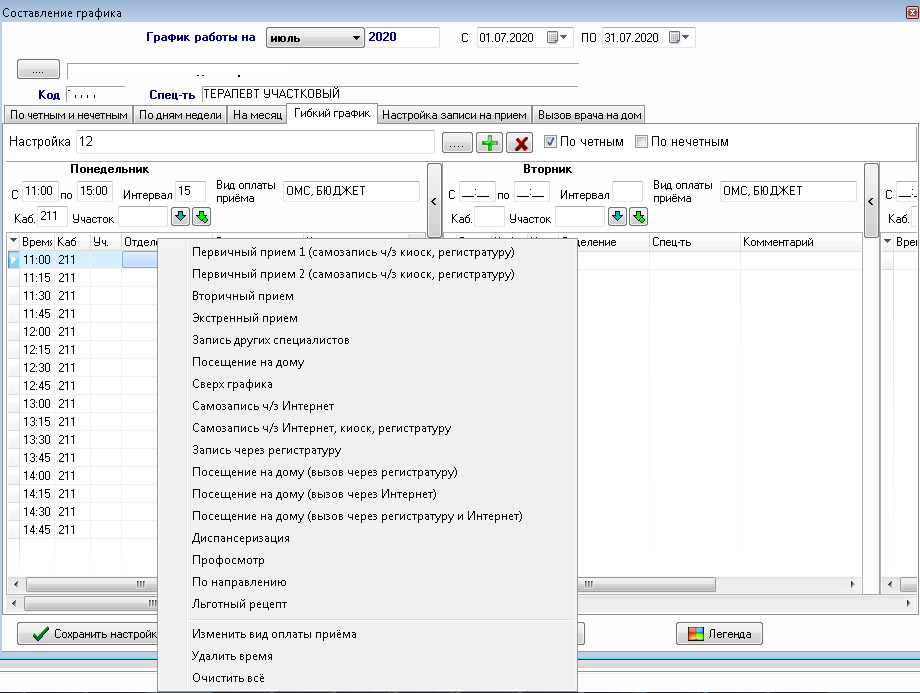 Составление графика
График работы на июль 2020 С 01.07.2020 ПО 31.07.2020
....
Код Спец-ть ТЕРАПЕВТ УЧАСТКОВЫЙ
По четным и нечетным По дням недели На месяц Гибкий график Настройка записи на прием Вызов врача на дом
Настройка 12 .... По четным По нечетным
Понедельник Вторник
С 11:00 по 15:00 Интервал 15 Вид оплаты приёма ОМС, БЮДЖЕТ < С __:__ по __:__ Интервал Вид оплаты приёма ОМС, БЮДЖЕТ < С
Каб. 211 Участок Каб. Участок Каб.
Время Каб Уч. Спец-ть Комментарий
11:00 211
11:15 211
11:30 211
11:45 211
12:00 211
12:15 211
12:30 211
12:45 211
13:00 211
13:15 211
13:30 211
13:45 211
14:00 211
14:15 211
14:30 211
14:45 211
Первичный прием 1 (самозапись ч/з киоск, регистратуру)
Первичный прием 2 (самозапись ч/з киоск, регистратуру)
Вторичный прием
Экстренный прием
Запись других специалистов
Посещение на дому
Сверх графика
Самозапись ч/з Интернет
Самозапись ч/з Интернет, киоск, регистратуру
Запись через регистратуру
Посещение на дому (вызов через регистратуру)
Посещение на дому (вызов через Интернет)
Посещение на дому (вызов через регистратуру и Интернет)
Диспансеризация
Профосмотр
По направлению
Льготный рецепт
Изменить вид оплаты приёма
Удалить время
Очистить всё
Сохранить настройк Легенда